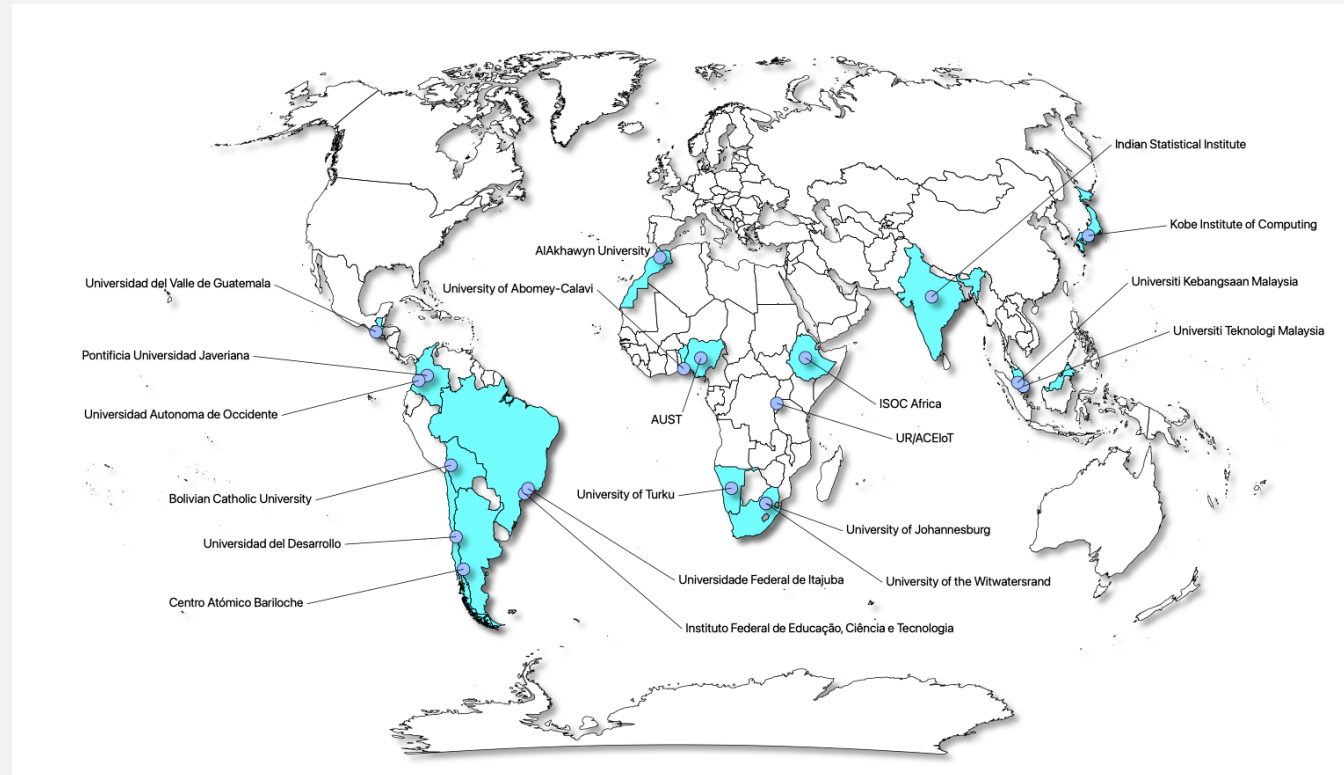 Indian Statistical Institute
Kobe Institute of Computing
AlAkhawyn University
Universidad del Valle de Guatemala
University of Abomey-Calavi
Universiti Kebangsaan Malaysia
Universiti Teknologi Malaysia
Pontificia Universidad Javeriana
Universidad Autonoma de Occidente
AUST
ISOC Africa
UR/ACEIoT
Bolivian Catholic University
University of Turku
University of Johannesburg
Universidad del Desarrollo
Universidade Federal de Itajuba
University of the Witwatersrand
Centro Atómico Bariloche
Instituto Federal de Educação, Ciência e Tecnologia